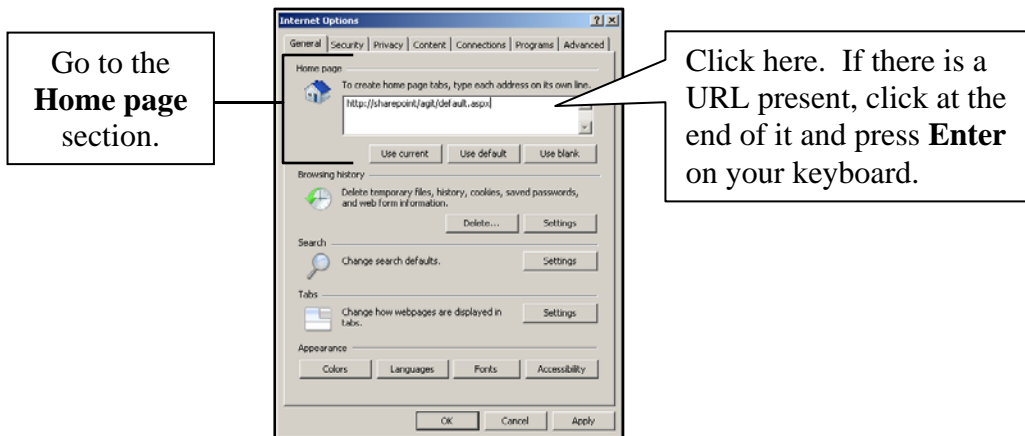 Go to the
Home page
section.
Internet Options
General Security Privacy Content Connections Programs Advanced
Home page
To create home page tabs, type each address on its own line.
http://sharepoint/agit/default.aspx
Use current Use default Use blank
Browsing history
Delete temporary files, history, cookies, saved passwords,
and web form information.
Delete... Settings
Search
Change search defaults.
Settings
Tabs
Change how webpages are displayed in
tabs.
Settings
Appearance
Colors Languages Fonts Accessibility
OK Cancel Apply
Click here.  If there is a
URL present, click at the
end of it and press Enter
on your keyboard.